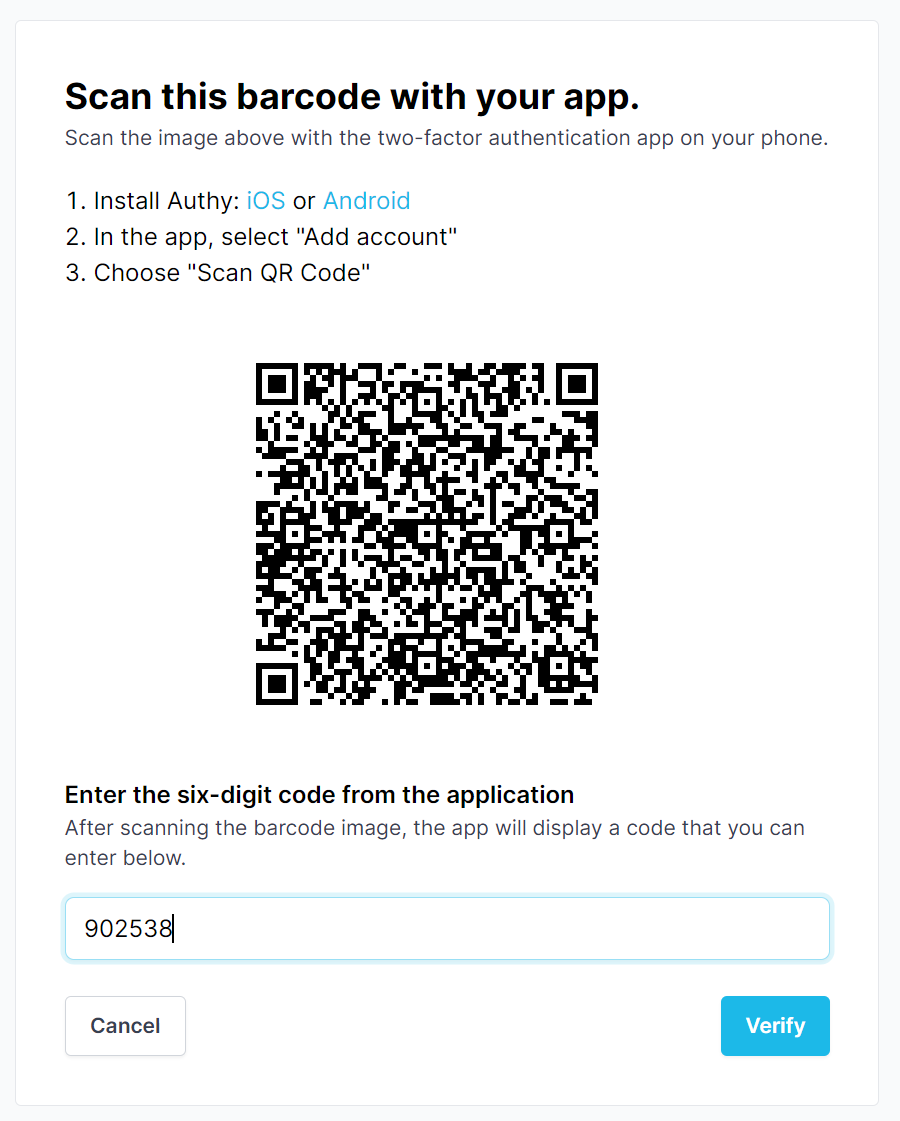 Scan this barcode with your app.
Scan the image above with the two-factor authentication app on your phone.
1. Install Authy: iOS or Android
2. In the app, select "Add account"
3. Choose "Scan QR Code"
Enter the six-digit code from the application
After scanning the barcode image, the app will display a code that you can
enter below.
902538
Cancel
Verify